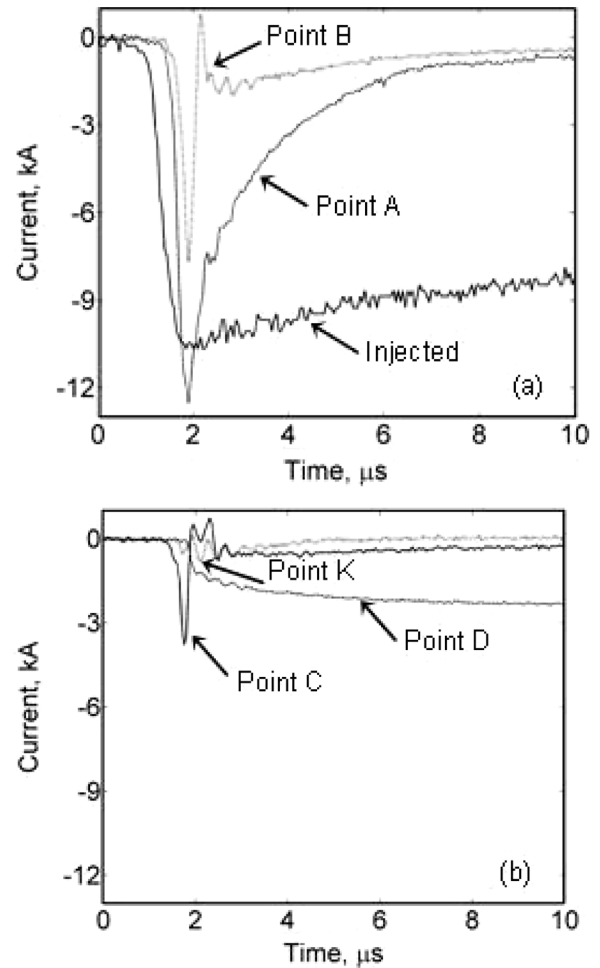 0
-3
-6
-9
-12
Current, kA
Point B
Point A
Injected
(a)
0 2 4 6 8 10
Time, μs
0
-3
-6
-9
-12
Current, kA
Point K
Point D
Point C
(b)
0 2 4 6 8 10
Time, μs